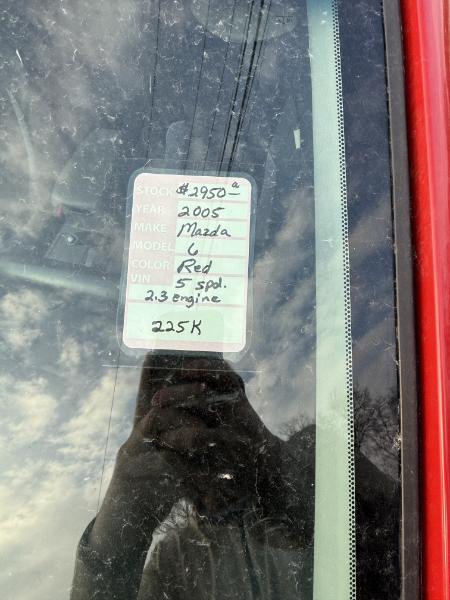 STOCK $2950-
YEAR 2005
MAKE Mazda
MODEL 6
COLOR Red
VIN 5 spd.
2.3 engine
225K